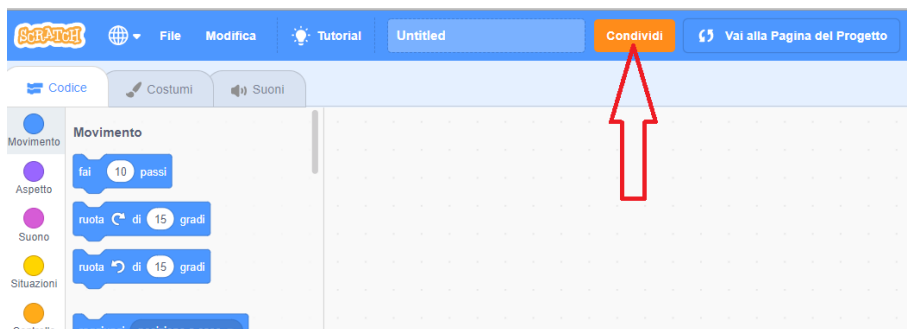 SCRATCH File Modifica Tutorial Untitled Condividi Vai alla Pagina del Progetto
Codice Costumi Suoni
Movimento
Movimento
fai 10 passi
Aspetto
ruota di 15 gradi
Suono
ruota di 15 gradi
Situazioni